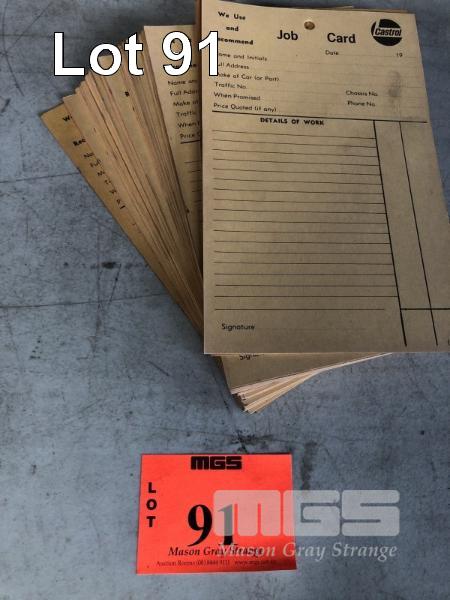 Lot 91
We Use
and
Recommend
Job Card
Castrol
Date
19
Name and Initials
Full Address
Make of Car (or Part)
Traffic No.
Chassis No.
When Promised
Phone No.
Price Quoted (if any)
DETAILS OF WORK
Signature
MGS
LOT
91
Mason Gray Strange
MGS
Mason Gray Strange